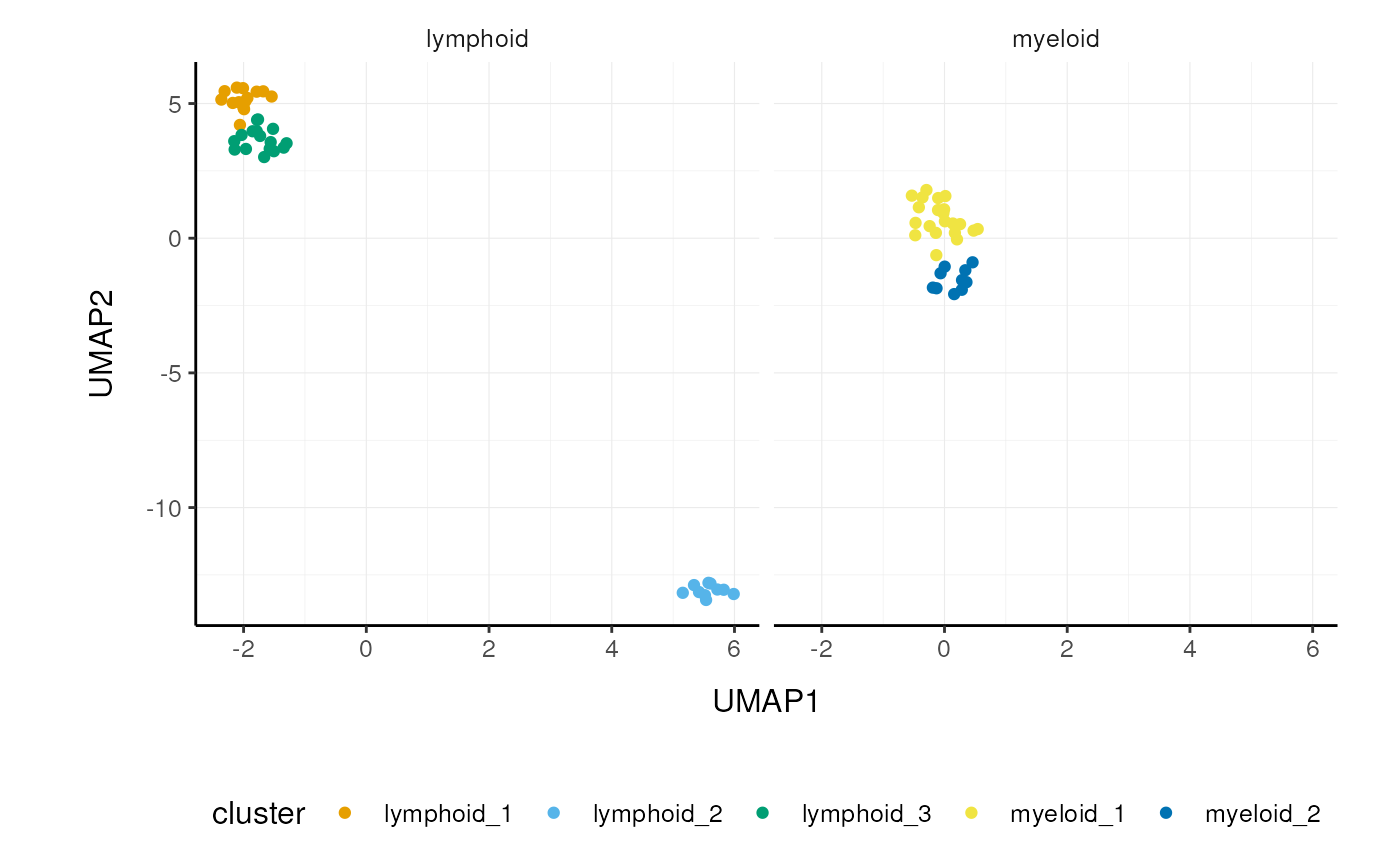 lymphoid myeloid
5
0
-5
-10
UMAP2
-2 0 2 4 6 -2 0 2 4 6
UMAP1
cluster lymphoid_1 lymphoid_2 lymphoid_3 myeloid_1 myeloid_2